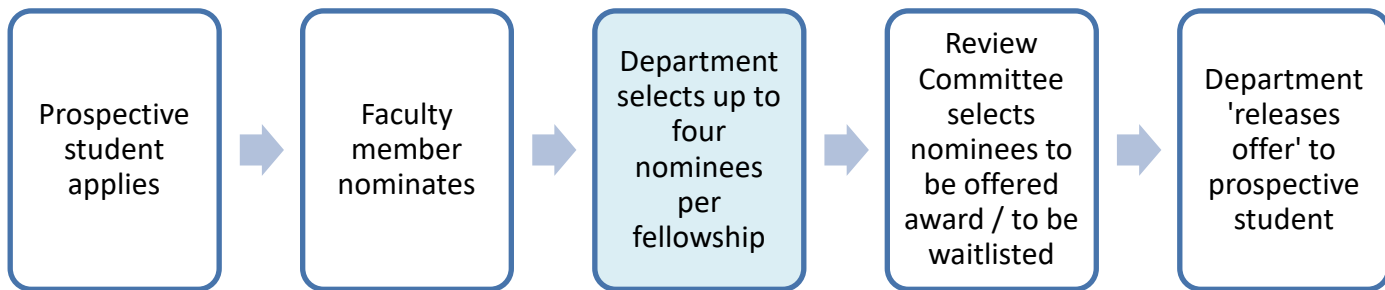 Prospective
student
applies
Faculty
member
nominates
Department
selects up to
four
nominees
per
fellowship
Review
Committee
selects
nominees to
be offered
award / to be
waitlisted
Department
'releases
offer' to
prospective
student